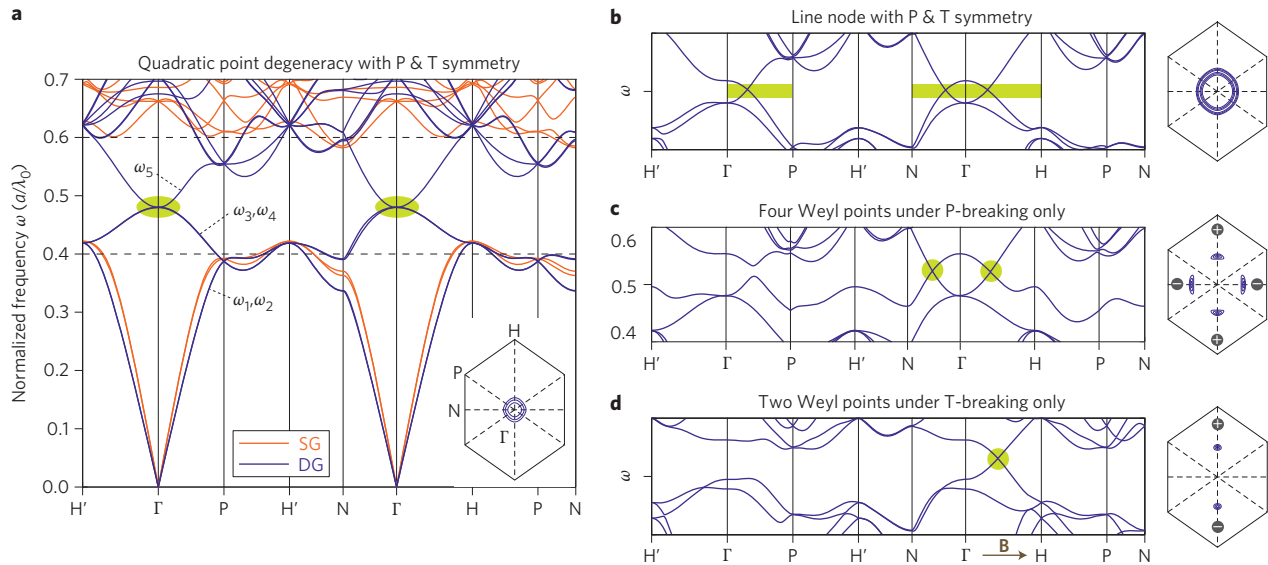 a
Quadratic point degeneracy with P & T symmetry
Normalized frequency ω (a/λ0)
0.7
0.6
0.5
0.4
0.3
0.2
0.1
0.0
ω5
ω3,ω4
ω1,ω2
SG
DG
H
P
N
Γ
H′ Γ P H′ N Γ H P N
b
Line node with P & T symmetry
ω
H′ Γ P H′ N Γ H P N
c
Four Weyl points under P-breaking only
0.6
0.5
0.4
H′ Γ P H′ N Γ H P N
+
− −
+
d
Two Weyl points under T-breaking only
ω
H′ Γ P H′ N Γ B H P N
+
−